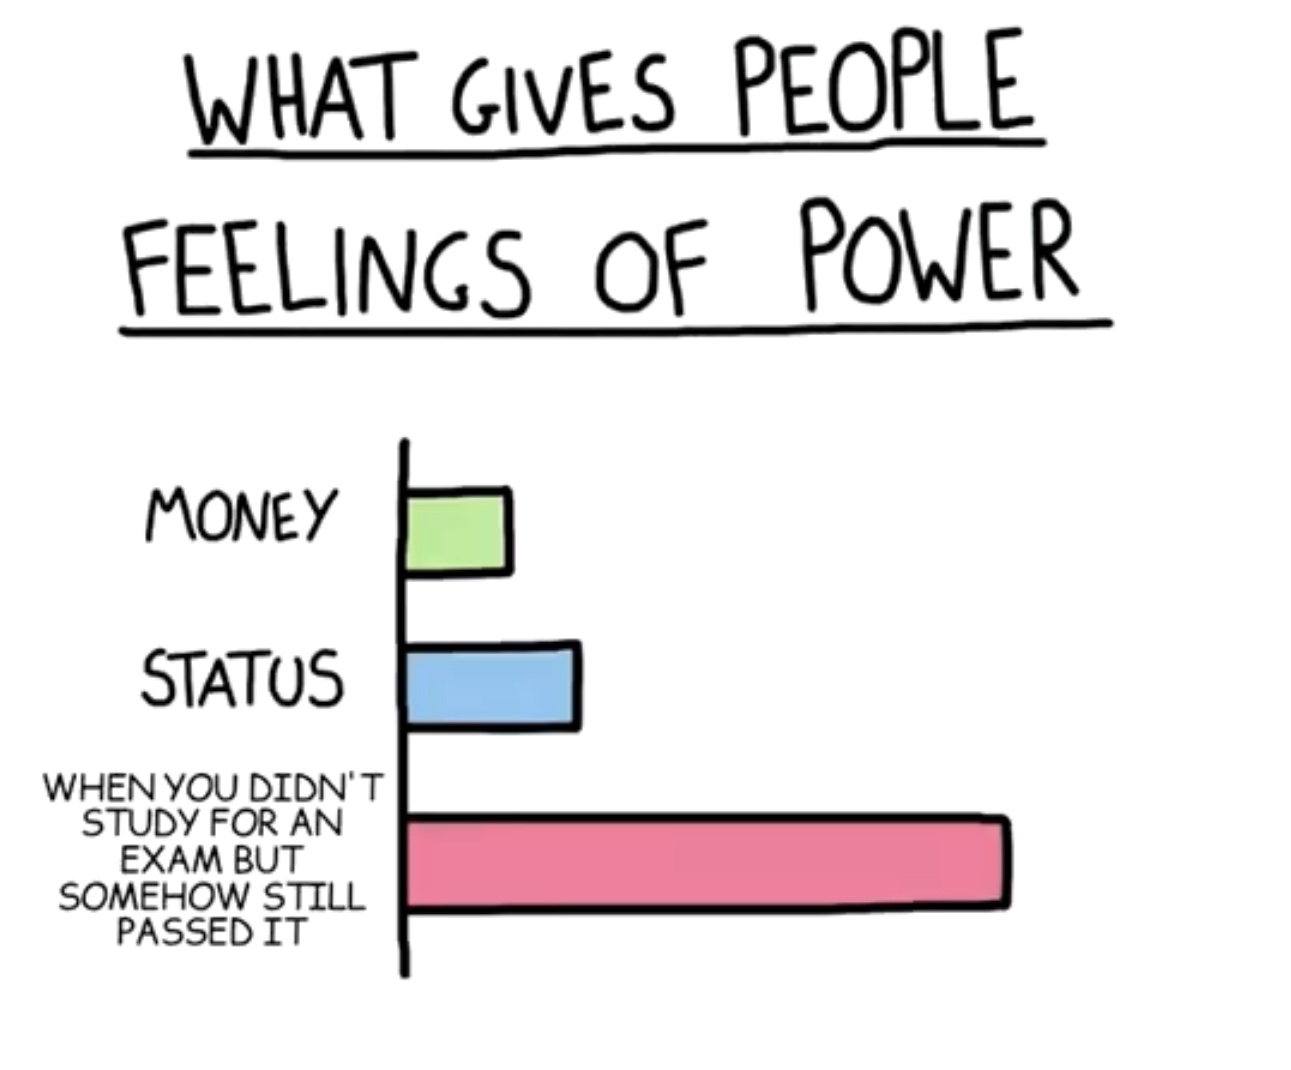 WHAT GIVES PEOPLE
FEELINGS OF POWER
MONEY
STATUS
WHEN YOU DIDN'T
STUDY FOR AN
EXAM BUT
SOMEHOW STILL
PASSED IT